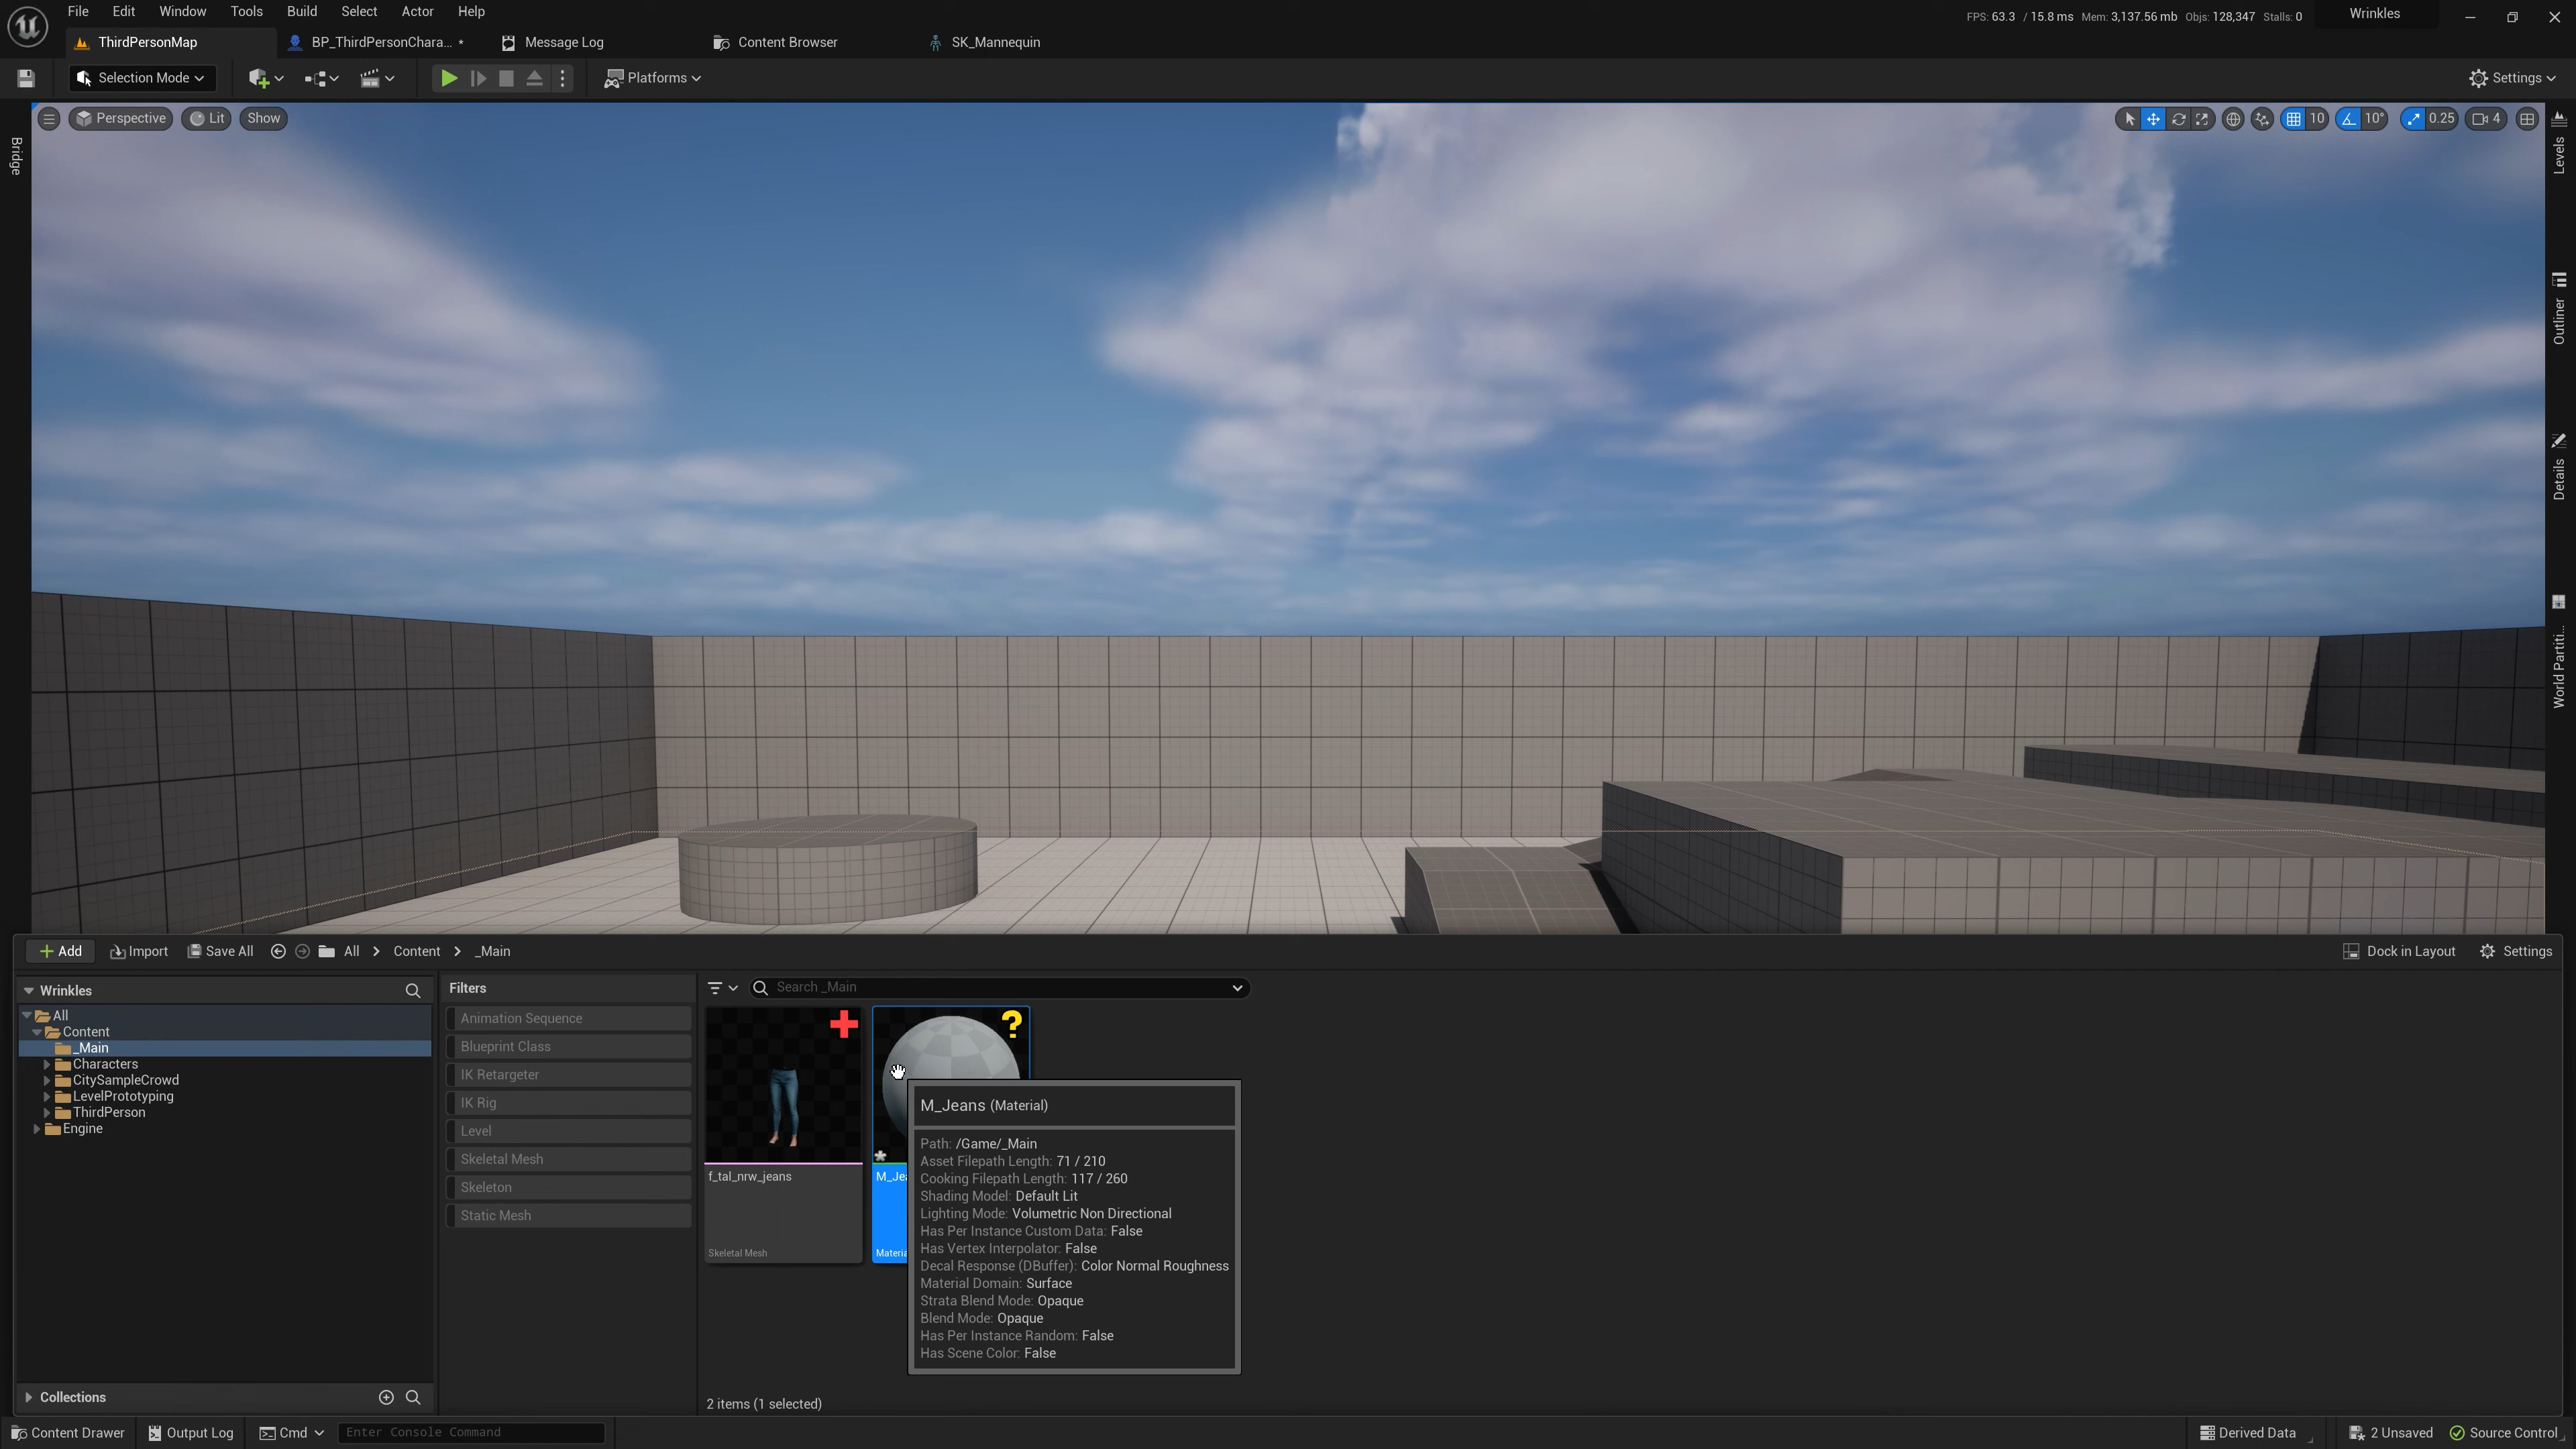 File Edit Window Tools Build Select Actor Help
FPS: 63.3 / 15.8 ms Mem: 3,137.56 mb Objs: 128,347 Stalls: 0
Wrinkles
ThirdPersonMap
BP_ThirdPersonChara... *
Message Log
Content Browser
SK_Mannequin
Selection Mode
Platforms
Settings
Perspective
Lit
Show
10
10°
0.25
4
Bridge
Levels
Outliner
Details
World Partiti...
Add
Import
Save All
All > Content > _Main
Dock in Layout
Settings
Wrinkles
All
Content
_Main
Characters
CitySampleCrowd
LevelPrototyping
ThirdPerson
Engine
Collections
Filters
Animation Sequence
Blueprint Class
IK Retargeter
IK Rig
Level
Skeletal Mesh
Skeleton
Static Mesh
Search _Main
?
f_tal_nrw_jeans
Skeletal Mesh
M_Jea
Materia
M_Jeans (Material)
Path: /Game/_Main
Asset Filepath Length: 71 / 210
Cooking Filepath Length: 117 / 260
Shading Model: Default Lit
Lighting Mode: Volumetric Non Directional
Has Per Instance Custom Data: False
Has Vertex Interpolator: False
Decal Response (DBuffer): Color Normal Roughness
Material Domain: Surface
Strata Blend Mode: Opaque
Blend Mode: Opaque
Has Per Instance Random: False
Has Scene Color: False
2 items (1 selected)
Content Drawer
Output Log
Cmd
Enter Console Command
Derived Data
2 Unsaved
Source Control